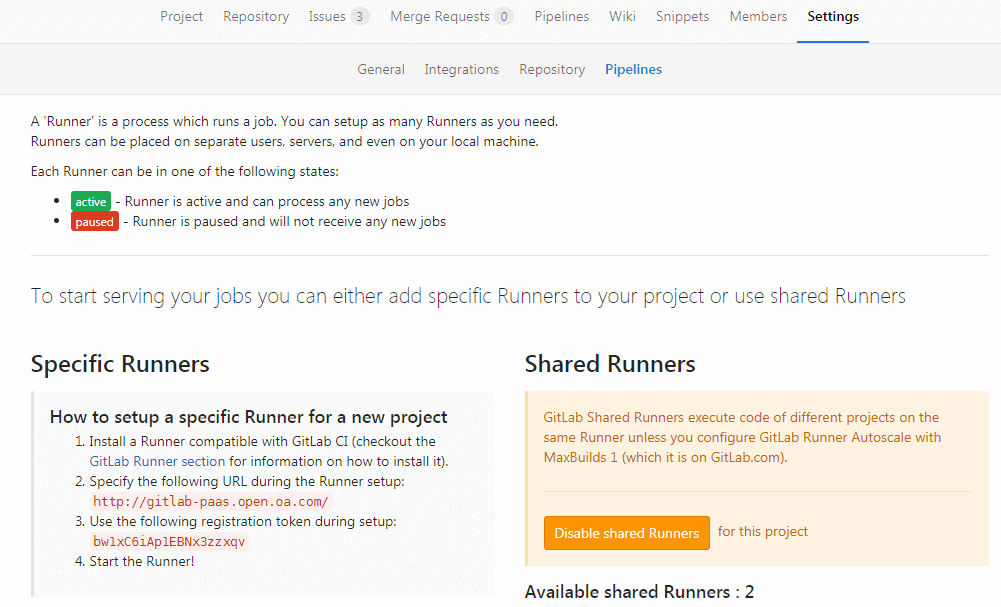 Project Repository Issues 3 Merge Requests 0 Pipelines Wiki Snippets Members Settings
General Integrations Repository Pipelines
A 'Runner' is a process which runs a job. You can setup as many Runners as you need.
Runners can be placed on separate users, servers, and even on your local machine.
Each Runner can be in one of the following states:
active - Runner is active and can process any new jobs
paused - Runner is paused and will not receive any new jobs
To start serving your jobs you can either add specific Runners to your project or use shared Runners
Specific Runners
How to setup a specific Runner for a new project
1. Install a Runner compatible with GitLab CI (checkout the
GitLab Runner section for information on how to install it).
2. Specify the following URL during the Runner setup:
http://gitlab-paas.open.oa.com/
3. Use the following registration token during setup:
bw1xC6iAp1EBNx3zzxqv
4. Start the Runner!
Shared Runners
GitLab Shared Runners execute code of different projects on the
same Runner unless you configure GitLab Runner Autoscale with
MaxBuilds 1 (which it is on GitLab.com).
Disable shared Runners for this project
Available shared Runners : 2